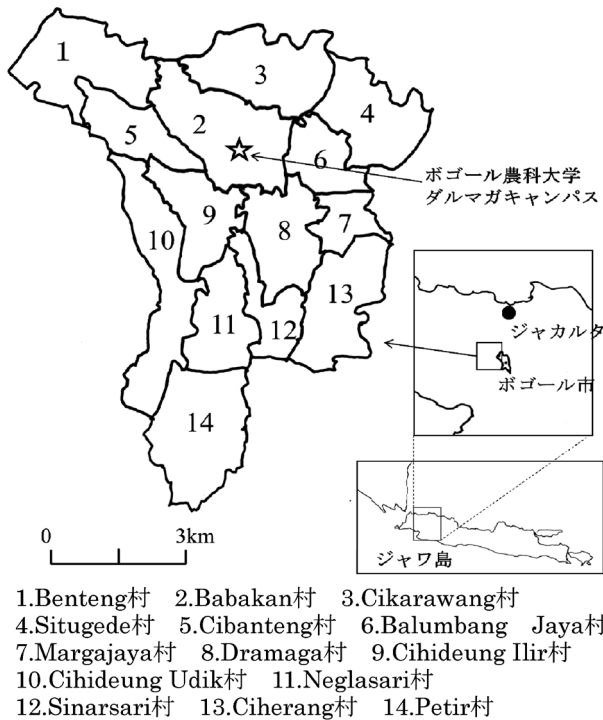 1
3
2
4
5
6
ボゴール農科大学
ダルマガキャンパス
9
7
10
8
13
ジャカルタ
11
12
ボゴール市
14
0 3km
ジャワ島
1.Benteng村 2.Babakan村 3.Cikarawang村
4.Situgede村 5.Cibanteng村 6.Balumbang Jaya村
7.Margajaya村 8.Dramaga村 9.Cihideung Ilir村
10.Cihideung Udik村 11.Neglasari村
12.Sinarsari村 13.Ciherang村 14.Petir村